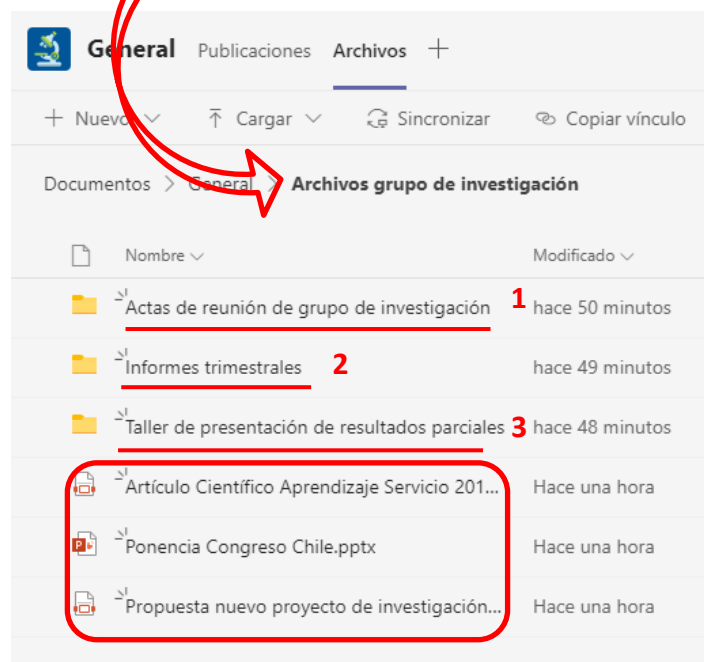 General Publicaciones Archivos
Nuevo Cargar Sincronizar Copiar vínculo
Documentos > General > Archivos grupo de investigación
Nombre Modificado
Actas de reunión de grupo de investigación 1 hace 50 minutos
Informes trimestrales 2 hace 49 minutos
Taller de presentación de resultados parciales 3 hace 48 minutos
Artículo Científico Aprendizaje Servicio 201... Hace una hora
Ponencia Congreso Chile.pptx Hace una hora
Propuesta nuevo proyecto de investigación... Hace una hora